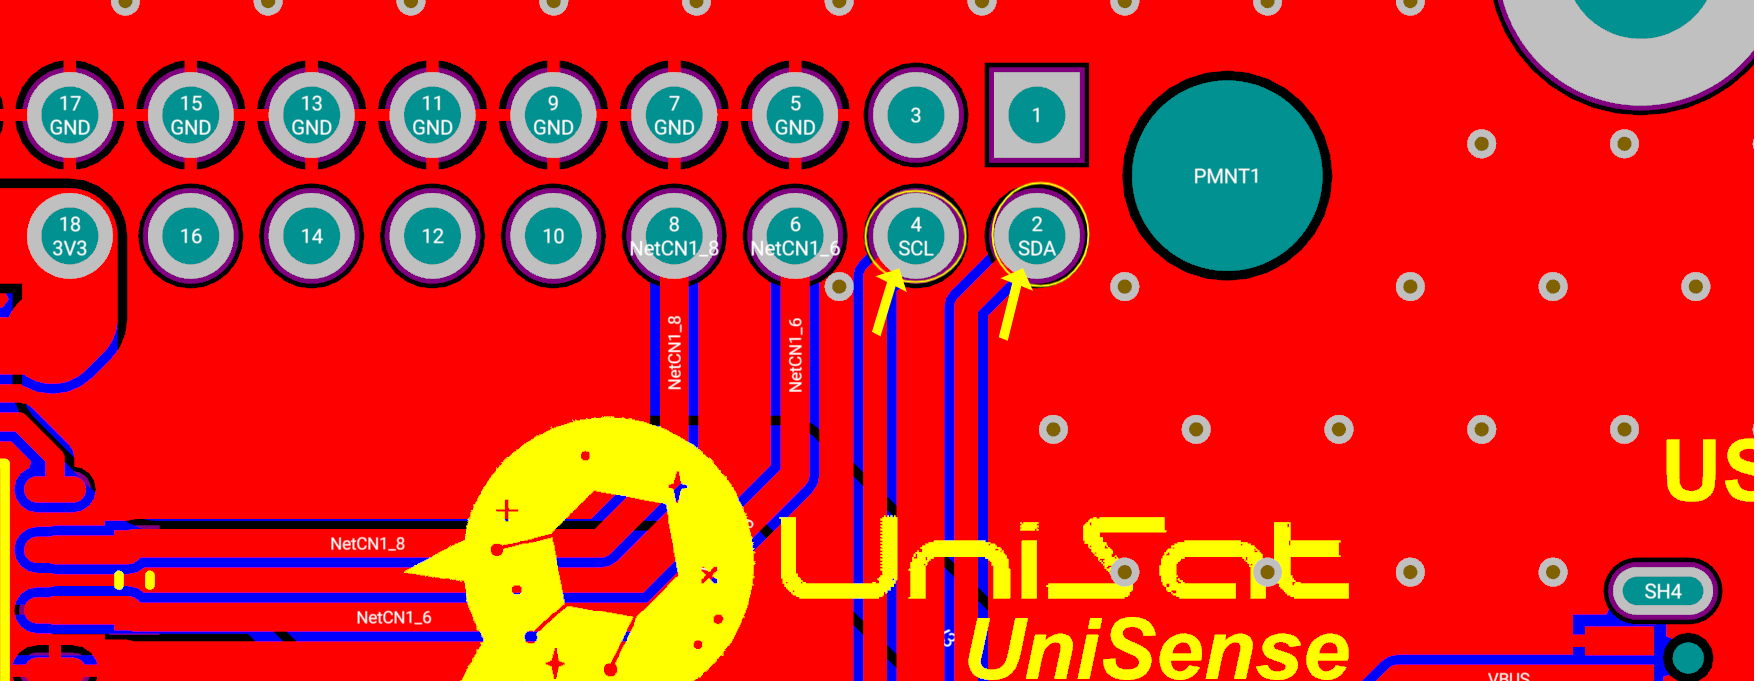 17
GND
15
GND
13
GND
11
GND
9
GND
7
GND
5
GND
3
1
PMNT1
18
3V3
16
14
12
10
8
NetCN1_8
6
NetCN1_6
4
SCL
2
SDA
NetCN1_8
NetCN1_6
US
NetCN1_8
UniSat
SH4
NetCN1_6
UniSense
VBUS